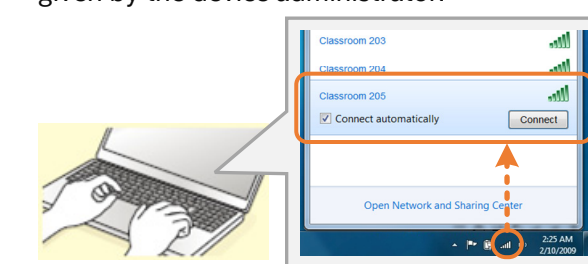 given by the device administrator.
Classroom 203
Classroom 204
Classroom 205
Connect automatically
Connect
Open Network and Sharing Center
2:25 AM
2/10/2009